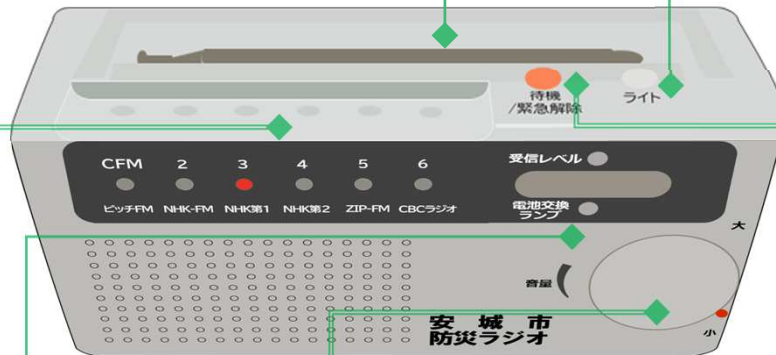 待機
/緊急解除
ライト
CFM 2 3 4 5 6
ピッチFM NHK-FM NHK第1 NHK第2 ZIP-FM CBCラジオ
受信レベル
電池交換
ランプ
大
音量
小
安城市
防災ラジオ